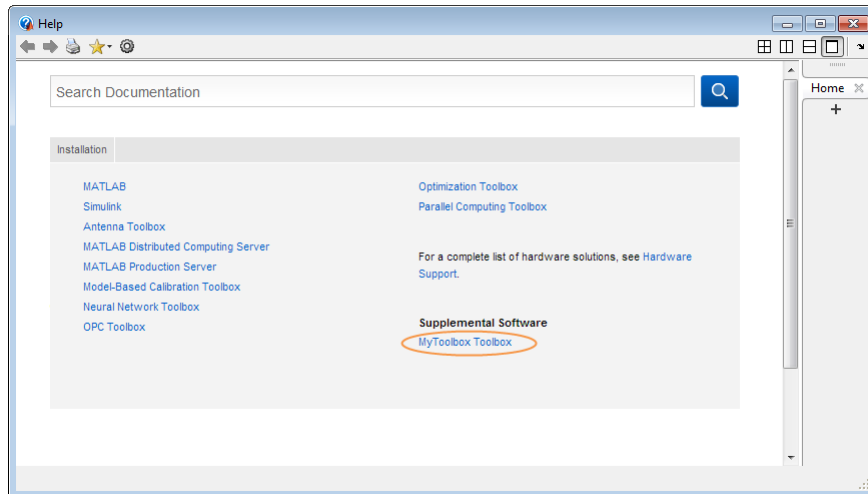 Help
Home
Search Documentation
Installation
MATLAB
Simulink
Antenna Toolbox
MATLAB Distributed Computing Server
MATLAB Production Server
Model-Based Calibration Toolbox
Neural Network Toolbox
OPC Toolbox
Optimization Toolbox
Parallel Computing Toolbox
For a complete list of hardware solutions, see Hardware
Support.
Supplemental Software
MyToolbox Toolbox